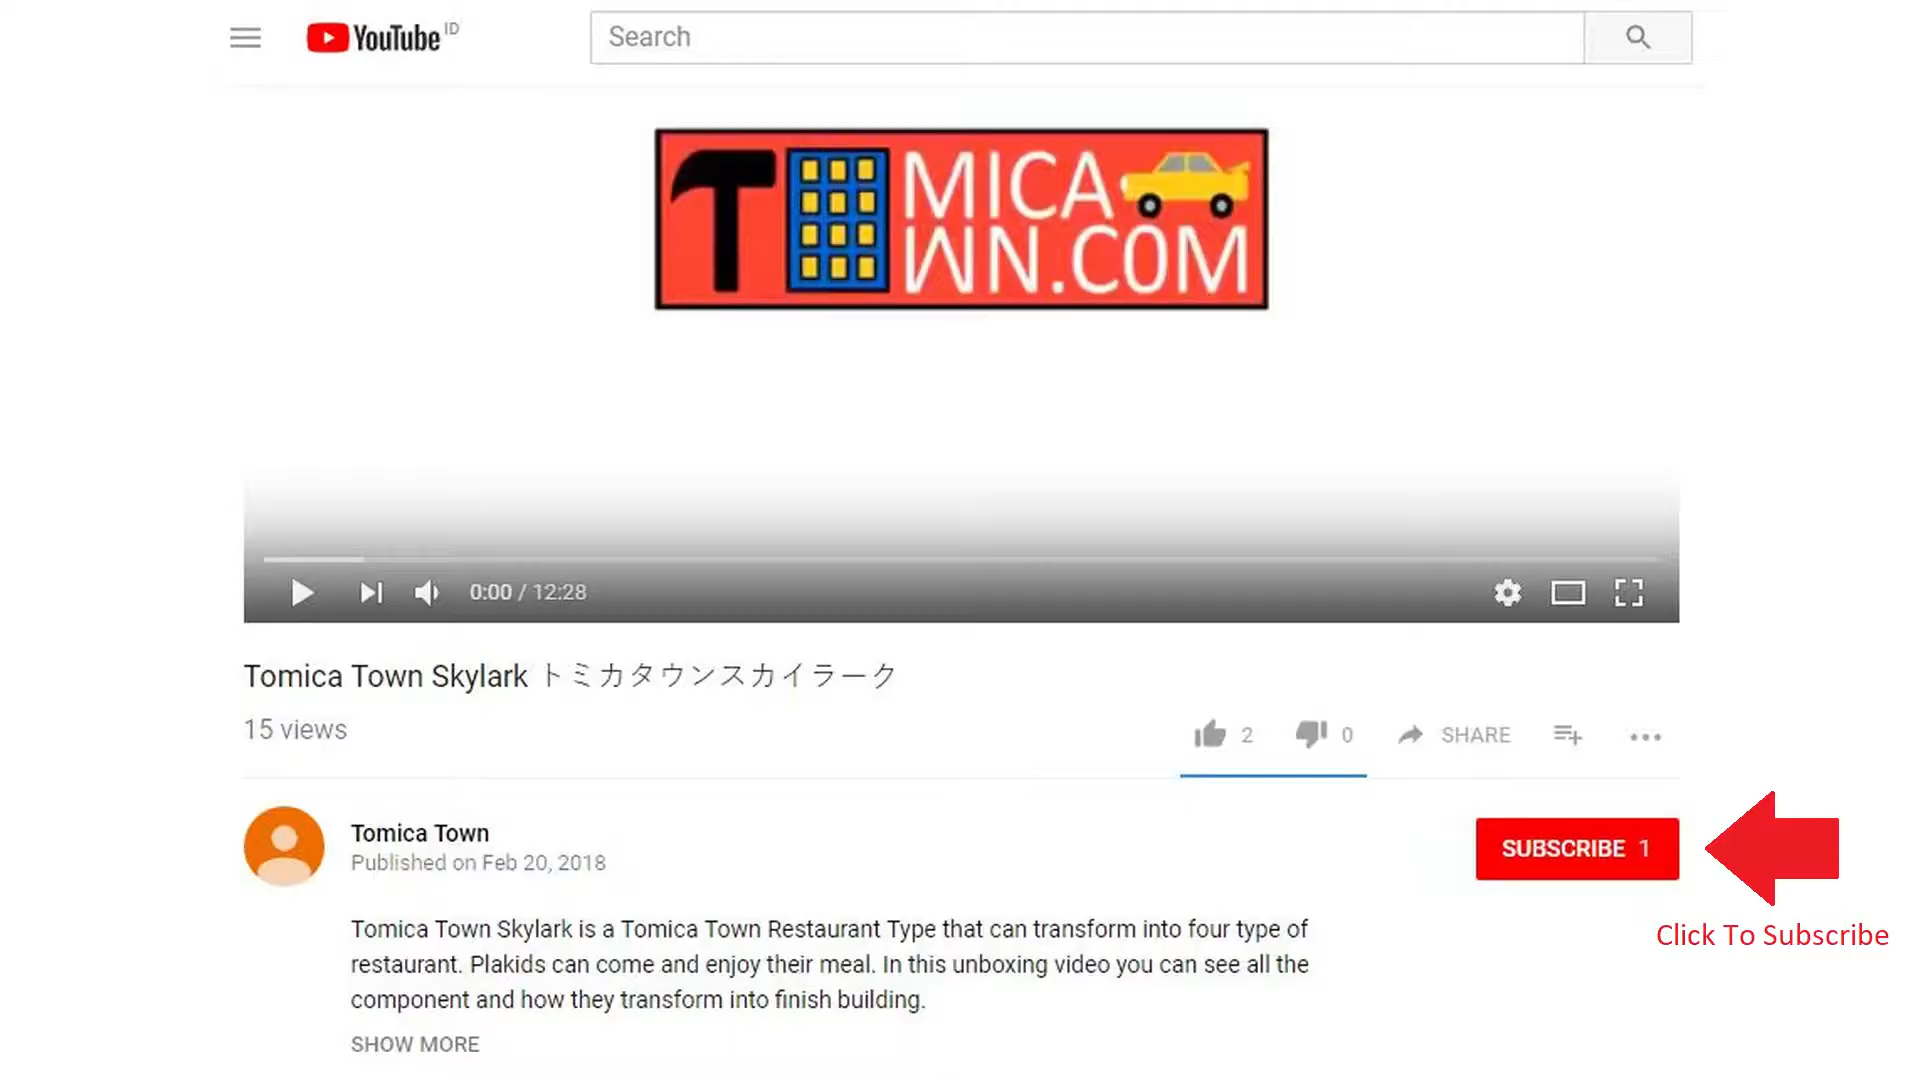 YouTube ID
Search
TOMICA
TOWN.COM
0:00 / 12:28
Tomica Town Skylark トミカタウンスカイラーク
15 views
2 0 SHARE
Tomica Town
Published on Feb 20, 2018
SUBSCRIBE 1
Click To Subscribe
Tomica Town Skylark is a Tomica Town Restaurant Type that can transform into four type of
restaurant. Plakids can come and enjoy their meal. In this unboxing video you can see all the
component and how they transform into finish building.
SHOW MORE